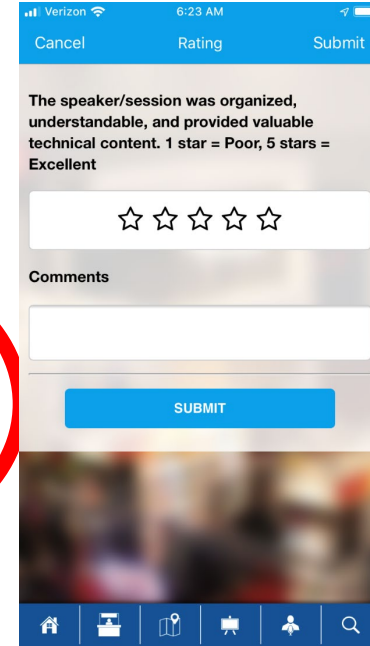 Verizon 6:23 AM
Cancel Rating Submit
The speaker/session was organized,
understandable, and provided valuable
technical content. 1 star = Poor, 5 stars =
Excellent
Comments
SUBMIT